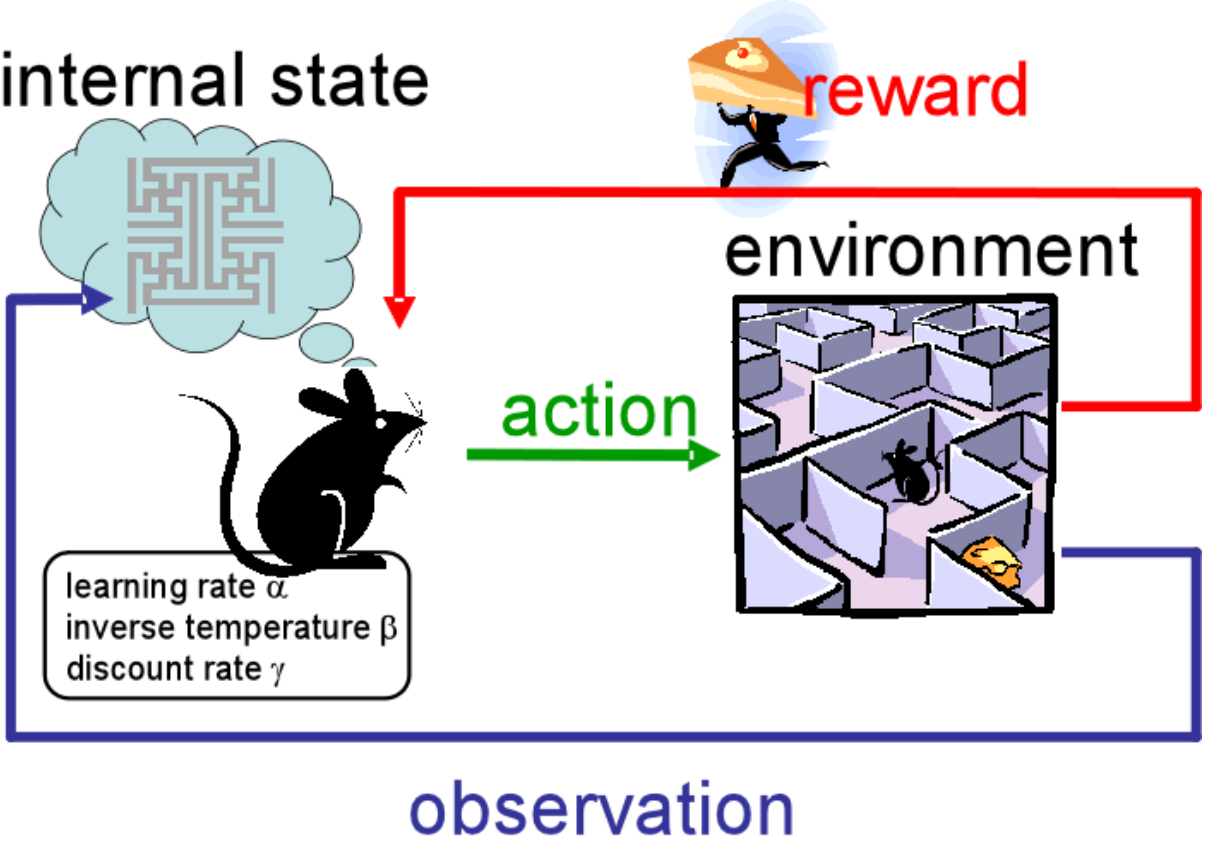 internal state
reward
environment
action
learning rate α
inverse temperature β
discount rate γ
observation